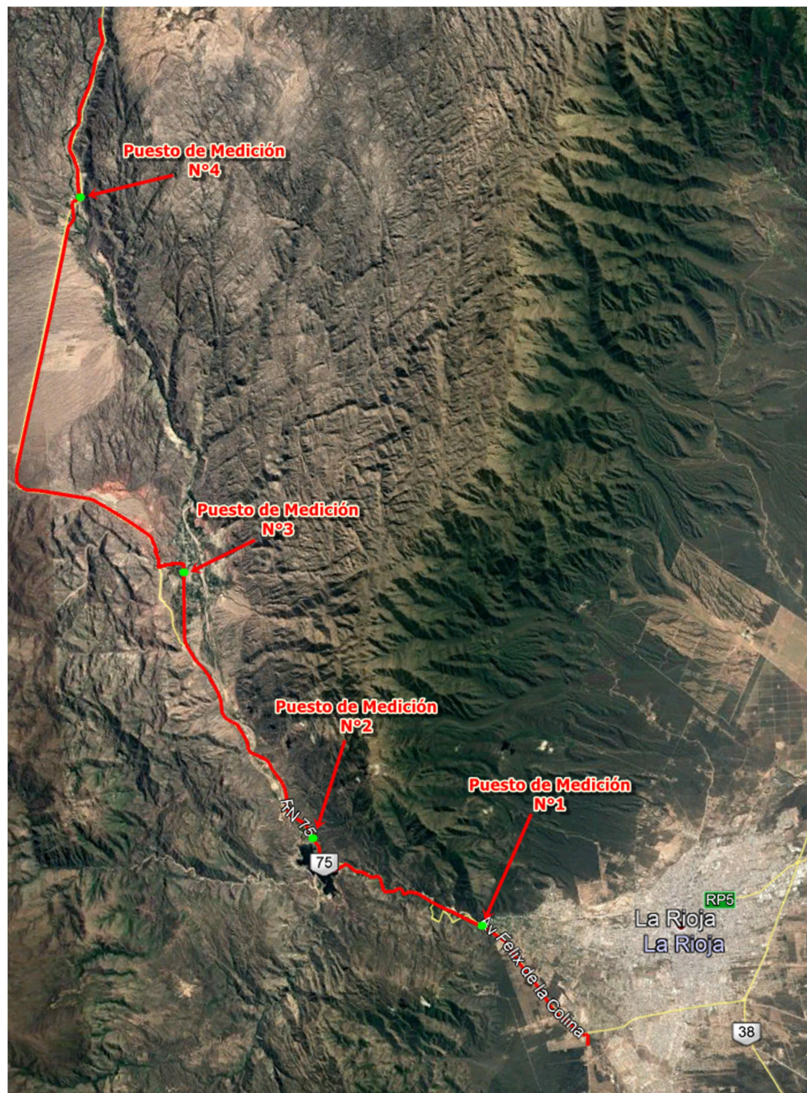 Puesto de Medición
N°4
Puesto de Medición
N°3
Puesto de Medición
N°2
Puesto de Medición
N°1
RN 75
75
RP5
La Rioja
La Rioja
Av Felix de la Colina
38